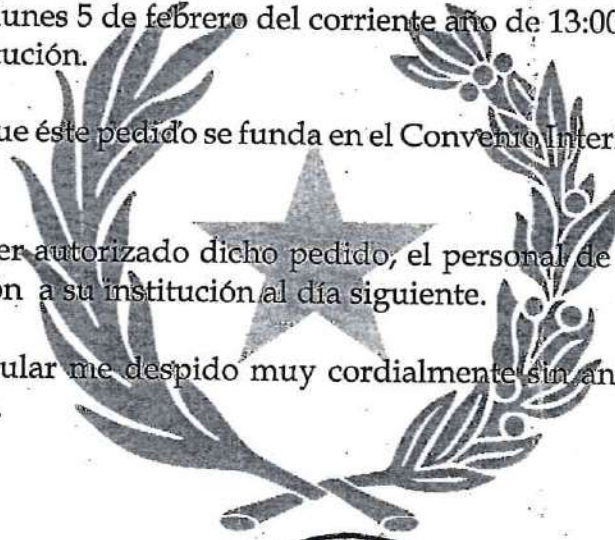 lunes 5 de febrero del corriente año de 13:00
tución.
ue éste pedido se funda en el Convenio Inter
er autorizado dicho pedido, el personal de
n a su institución al día siguiente.
ular me despido muy cordialmente sin an